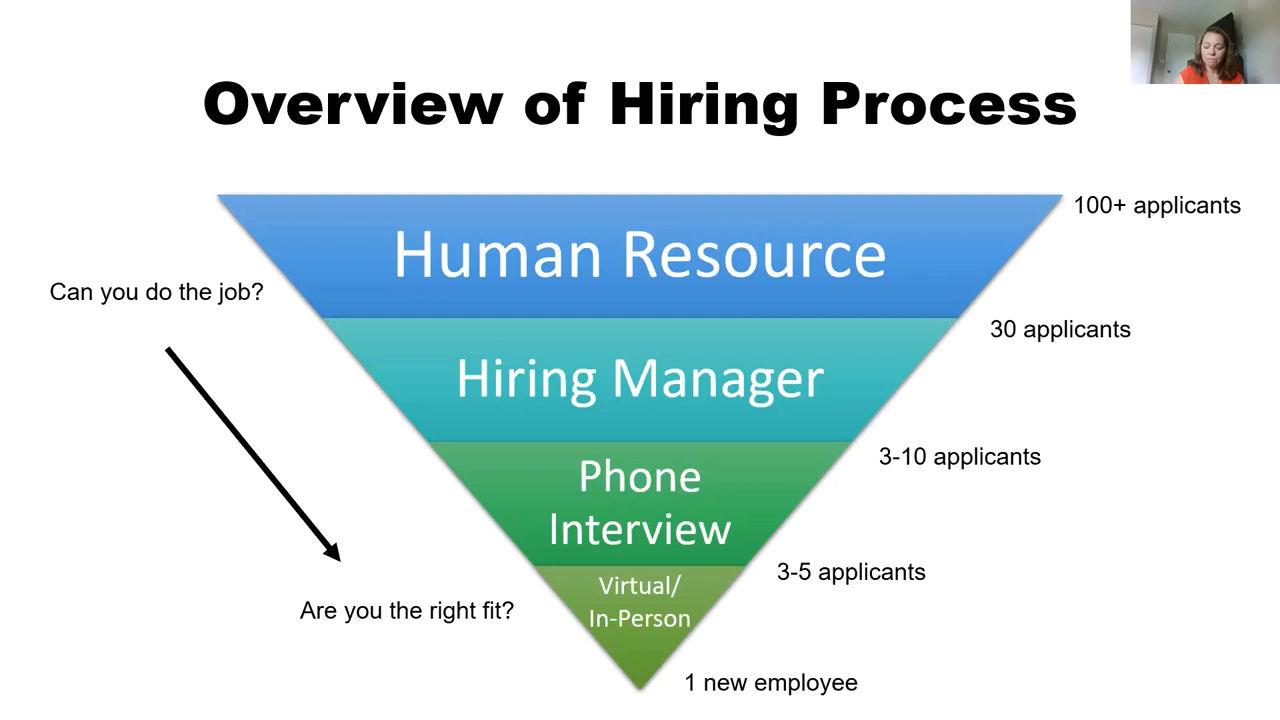 Overview of Hiring Process
100+ applicants
Human Resource
Can you do the job?
30 applicants
Hiring Manager
3-10 applicants
Phone
Interview
3-5 applicants
Virtual/
In-Person
Are you the right fit?
1 new employee